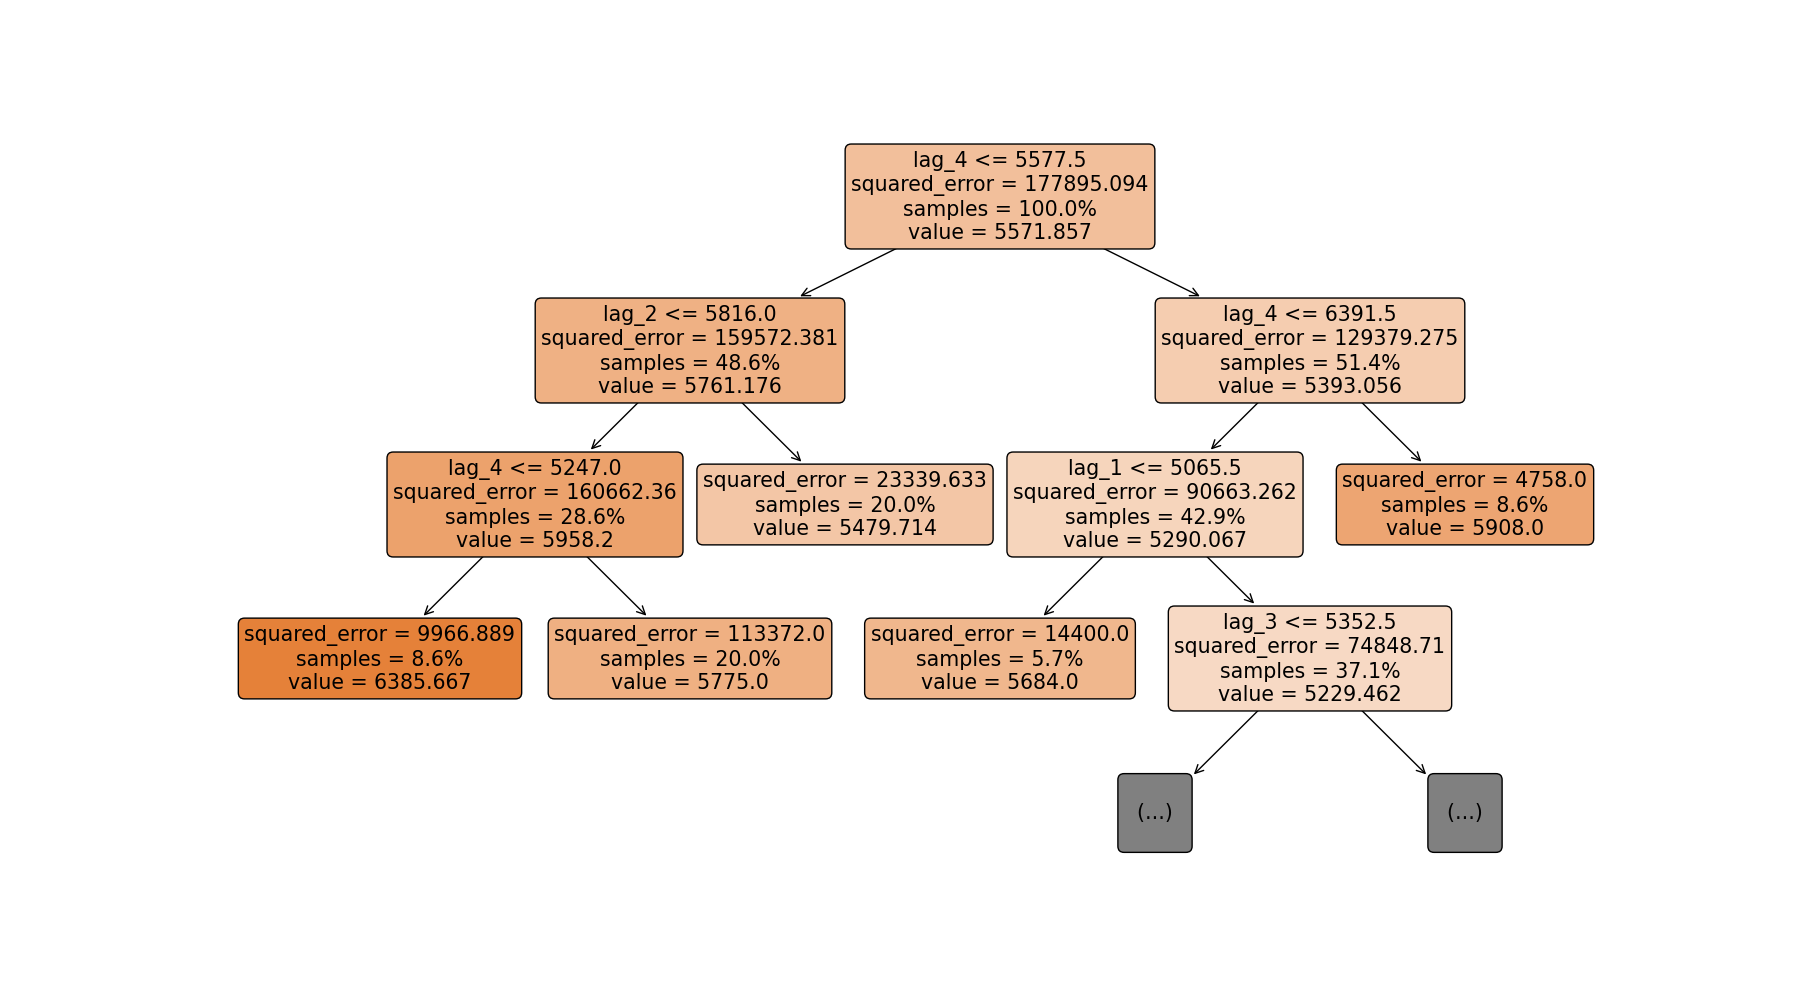 lag_4 <= 5577.5
squared_error = 177895.094
samples = 100.0%
value = 5571.857
lag_2 <= 5816.0
squared_error = 159572.381
samples = 48.6%
value = 5761.176
lag_4 <= 6391.5
squared_error = 129379.275
samples = 51.4%
value = 5393.056
lag_4 <= 5247.0
squared_error = 160662.36
samples = 28.6%
value = 5958.2
squared_error = 23339.633
samples = 20.0%
value = 5479.714
lag_1 <= 5065.5
squared_error = 90663.262
samples = 42.9%
value = 5290.067
squared_error = 4758.0
samples = 8.6%
value = 5908.0
squared_error = 9966.889
samples = 8.6%
value = 6385.667
squared_error = 113372.0
samples = 20.0%
value = 5775.0
squared_error = 14400.0
samples = 5.7%
value = 5684.0
lag_3 <= 5352.5
squared_error = 74848.71
samples = 37.1%
value = 5229.462
(...)
(...)